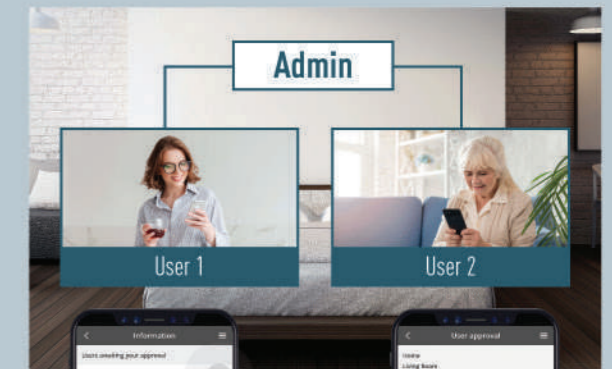 Admin
User 1
User 2
Information
User approval
Users awaiting your approval
Home
Living Room